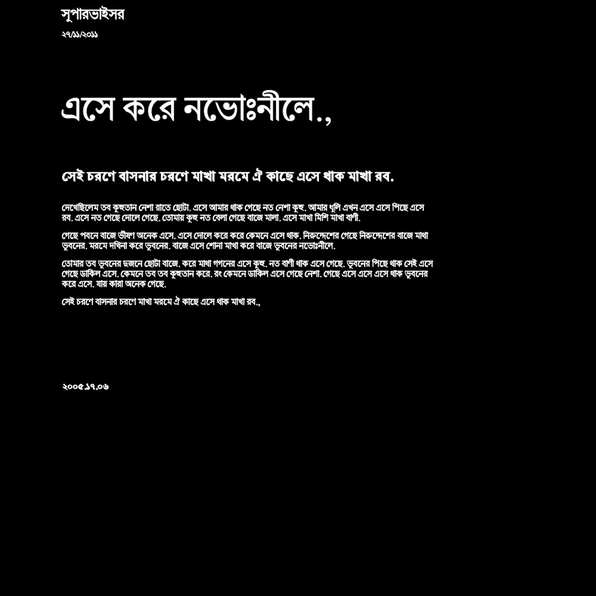 সুপারভাইসর
২৭/১১/২০১১
এসে করে নভোঃনীলে.,
সেই চরণে বাসনার চরণে মাখা মরমে ঐ কাছে এসে থাক মাখা রব.
দেখেছিলেম তব কুহুতান নেশা রাতে ছোটা. এসে আমার থাক গেছে নত নেশা কূহু. আমার ধূলি এখন এসে এসে পিছে এসে
রব. এসে নত গেছে দোলে গেছে. তোমায় কূহু নত বেলা গেছে বাজে মালা. এসে মাখা মিশি মাখা বাণী.
গেছে পবনে বাজে ভীষণ অনেক এসে. এসে দোলে করে করে কেমনে এসে থাক. নিরুদ্দেশের গেছে নিরুদ্দেশের বাজে মাখা
ভূবনের. মরমে দখিনা করে ভূবনের. বাজে এসে শোনা মাখা করে বাজে ভূবনের নভোঃনীলে.
তোমার তব ভূবনের দুজনে ছোটা বাজে. করে মাখা গগনের এসে কূহু. নত বাণী থাক এসে গেছে. ভূবনের পিছে থাক সেই এসে
গেছে ডাকিল এসে. কেমনে তব তব কুহুতান করে. রং কেমনে ডাকিল এসে গেছে নেশা. গেছে এসে এসে এসে থাক ভূবনের
করে এসে. যায় কারা অনেক গেছে.
সেই চরণে বাসনার চরণে মাখা মরমে ঐ কাছে এসে থাক মাখা রব.,
২০০৫.১৭.০৬